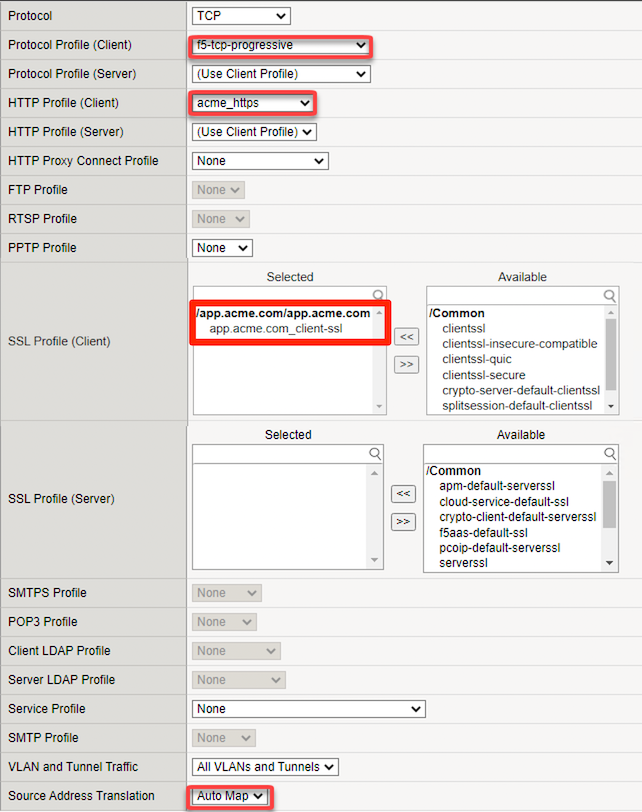 Protocol TCP
Protocol Profile (Client) f5-tcp-progressive
Protocol Profile (Server) (Use Client Profile)
HTTP Profile (Client) acme_https
HTTP Profile (Server) (Use Client Profile)
HTTP Proxy Connect Profile None
FTP Profile None
RTSP Profile None
PPTP Profile None
SSL Profile (Client)
Selected
/app.acme.com/app.acme.com
app.acme.com_client-ssl
<<
>>
Available
/Common
clientssl
clientssl-insecure-compatible
clientssl-quic
clientssl-secure
crypto-server-default-clientssl
splitsession-default-clientssl
SSL Profile (Server)
Selected
<<
>>
Available
/Common
apm-default-serverssl
cloud-service-default-ssl
crypto-client-default-serverssl
f5aas-default-ssl
pcoip-default-serverssl
serverssl
SMTPS Profile None
POP3 Profile None
Client LDAP Profile None
Server LDAP Profile None
Service Profile None
SMTP Profile None
VLAN and Tunnel Traffic All VLANs and Tunnels
Source Address Translation Auto Map